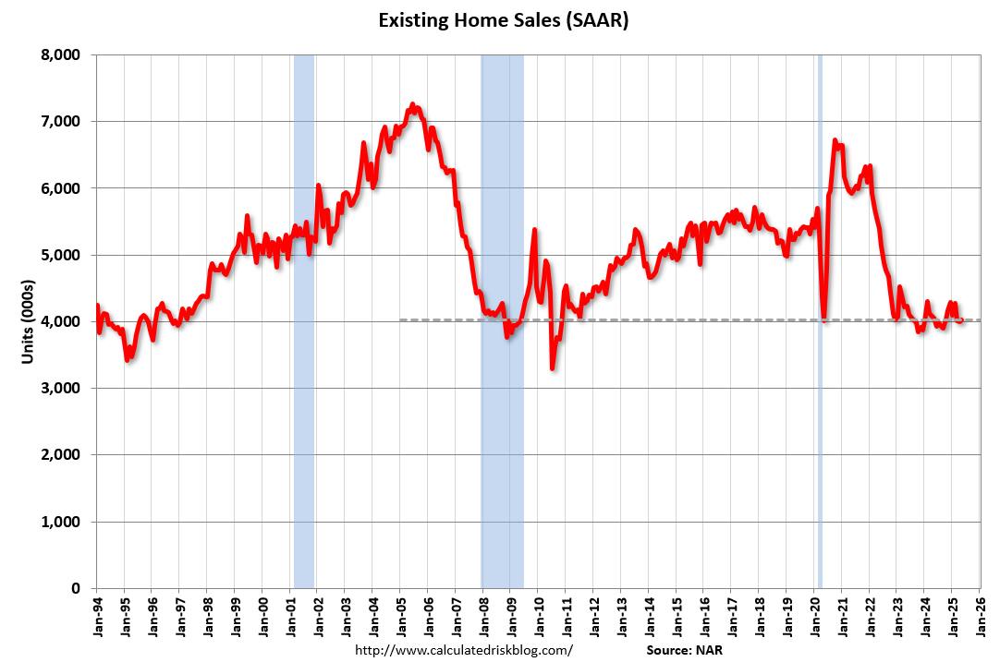 Existing Home Sales (SAAR)
8,000
7,000
6,000
5,000
4,000
3,000
2,000
1,000
0
Units (000s)
Jan-94
Jan-95
Jan-96
Jan-97
Jan-98
Jan-99
Jan-00
Jan-01
Jan-02
Jan-03
Jan-04
Jan-05
Jan-06
Jan-07
Jan-08
Jan-09
Jan-10
Jan-11
Jan-12
Jan-13
Jan-14
Jan-15
Jan-16
Jan-17
Jan-18
Jan-19
Jan-20
Jan-21
Jan-22
Jan-23
Jan-24
Jan-25
Jan-26
http://www.calculatedriskblog.com/ Source: NAR